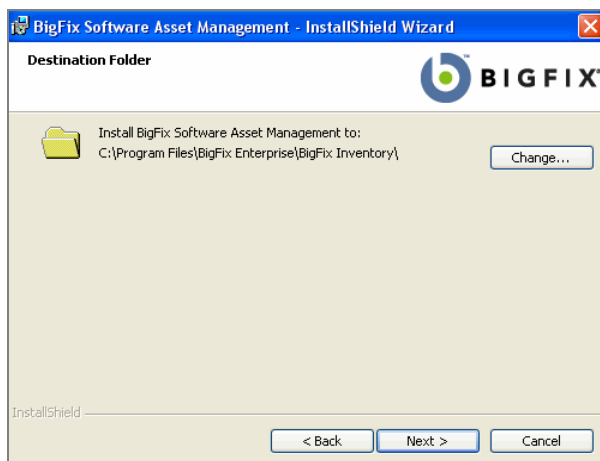 BigFix Software Asset Management - InstallShield Wizard
Destination Folder
BIGFIX
Install BigFix Software Asset Management to:
C:\Program Files\BigFix Enterprise\BigFix Inventory\
Change...
InstallShield
< Back
Next >
Cancel